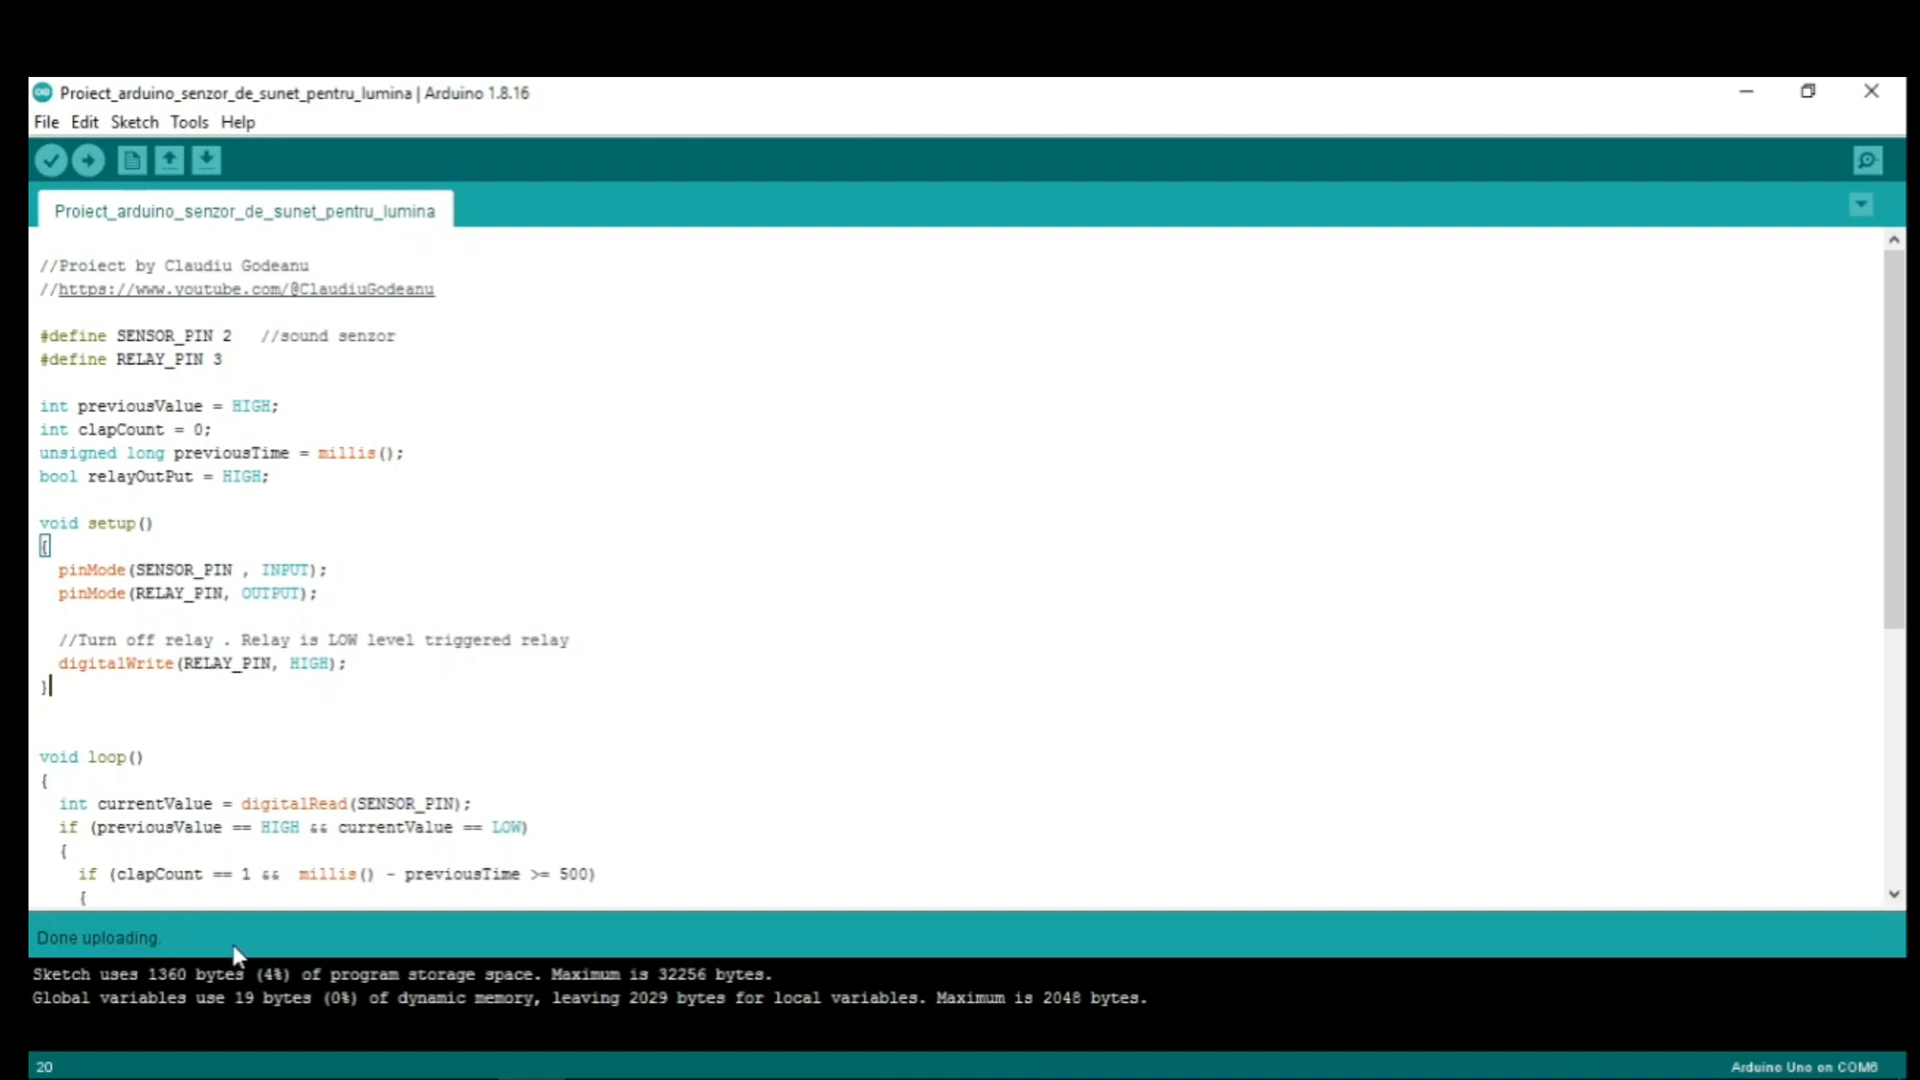 Proiect_arduino_senzor_de_sunet_pentru_lumina | Arduino 1.8.16
File Edit Sketch Tools Help
Proiect_arduino_senzor_de_sunet_pentru_lumina
//Proiect by Claudiu Godeanu
//https://www.youtube.com/@ClaudiuGodeanu
#define SENSOR_PIN 2   //sound senzor
#define RELAY_PIN 3
int previousValue = HIGH;
int clapCount = 0;
unsigned long previousTime = millis();
bool relayOutPut = HIGH;
void setup()
{
  pinMode(SENSOR_PIN , INPUT);
  pinMode(RELAY_PIN, OUTPUT);
  //Turn off relay . Relay is LOW level triggered relay
  digitalWrite(RELAY_PIN, HIGH);
}
void loop()
{
  int currentValue = digitalRead(SENSOR_PIN);
  if (previousValue == HIGH && currentValue == LOW)
  {
    if (clapCount == 1 &&  millis() - previousTime >= 500)
    {
Done uploading.
Sketch uses 1360 bytes (4%) of program storage space. Maximum is 32256 bytes.
Global variables use 19 bytes (0%) of dynamic memory, leaving 2029 bytes for local variables. Maximum is 2048 bytes.
20
Arduino Uno on COM6